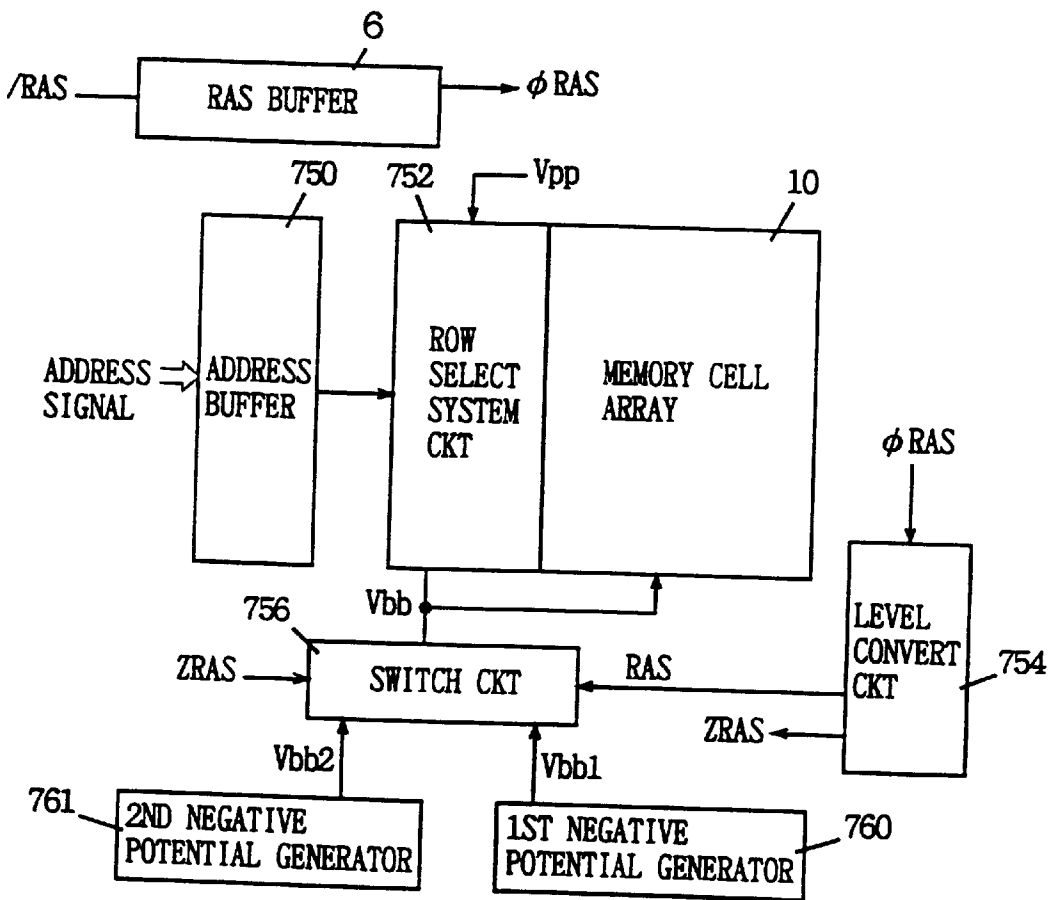 6
/RAS
RAS BUFFER
φRAS
750
752
Vpp
10
ADDRESS
SIGNAL
ADDRESS
BUFFER
ROW
SELECT
SYSTEM
CKT
MEMORY CELL
ARRAY
φRAS
Vbb
756
ZRAS
SWITCH CKT
RAS
LEVEL
CONVERT
CKT
754
ZRAS
Vbb2
Vbb1
761
2ND NEGATIVE
POTENTIAL GENERATOR
1ST NEGATIVE
POTENTIAL GENERATOR
760